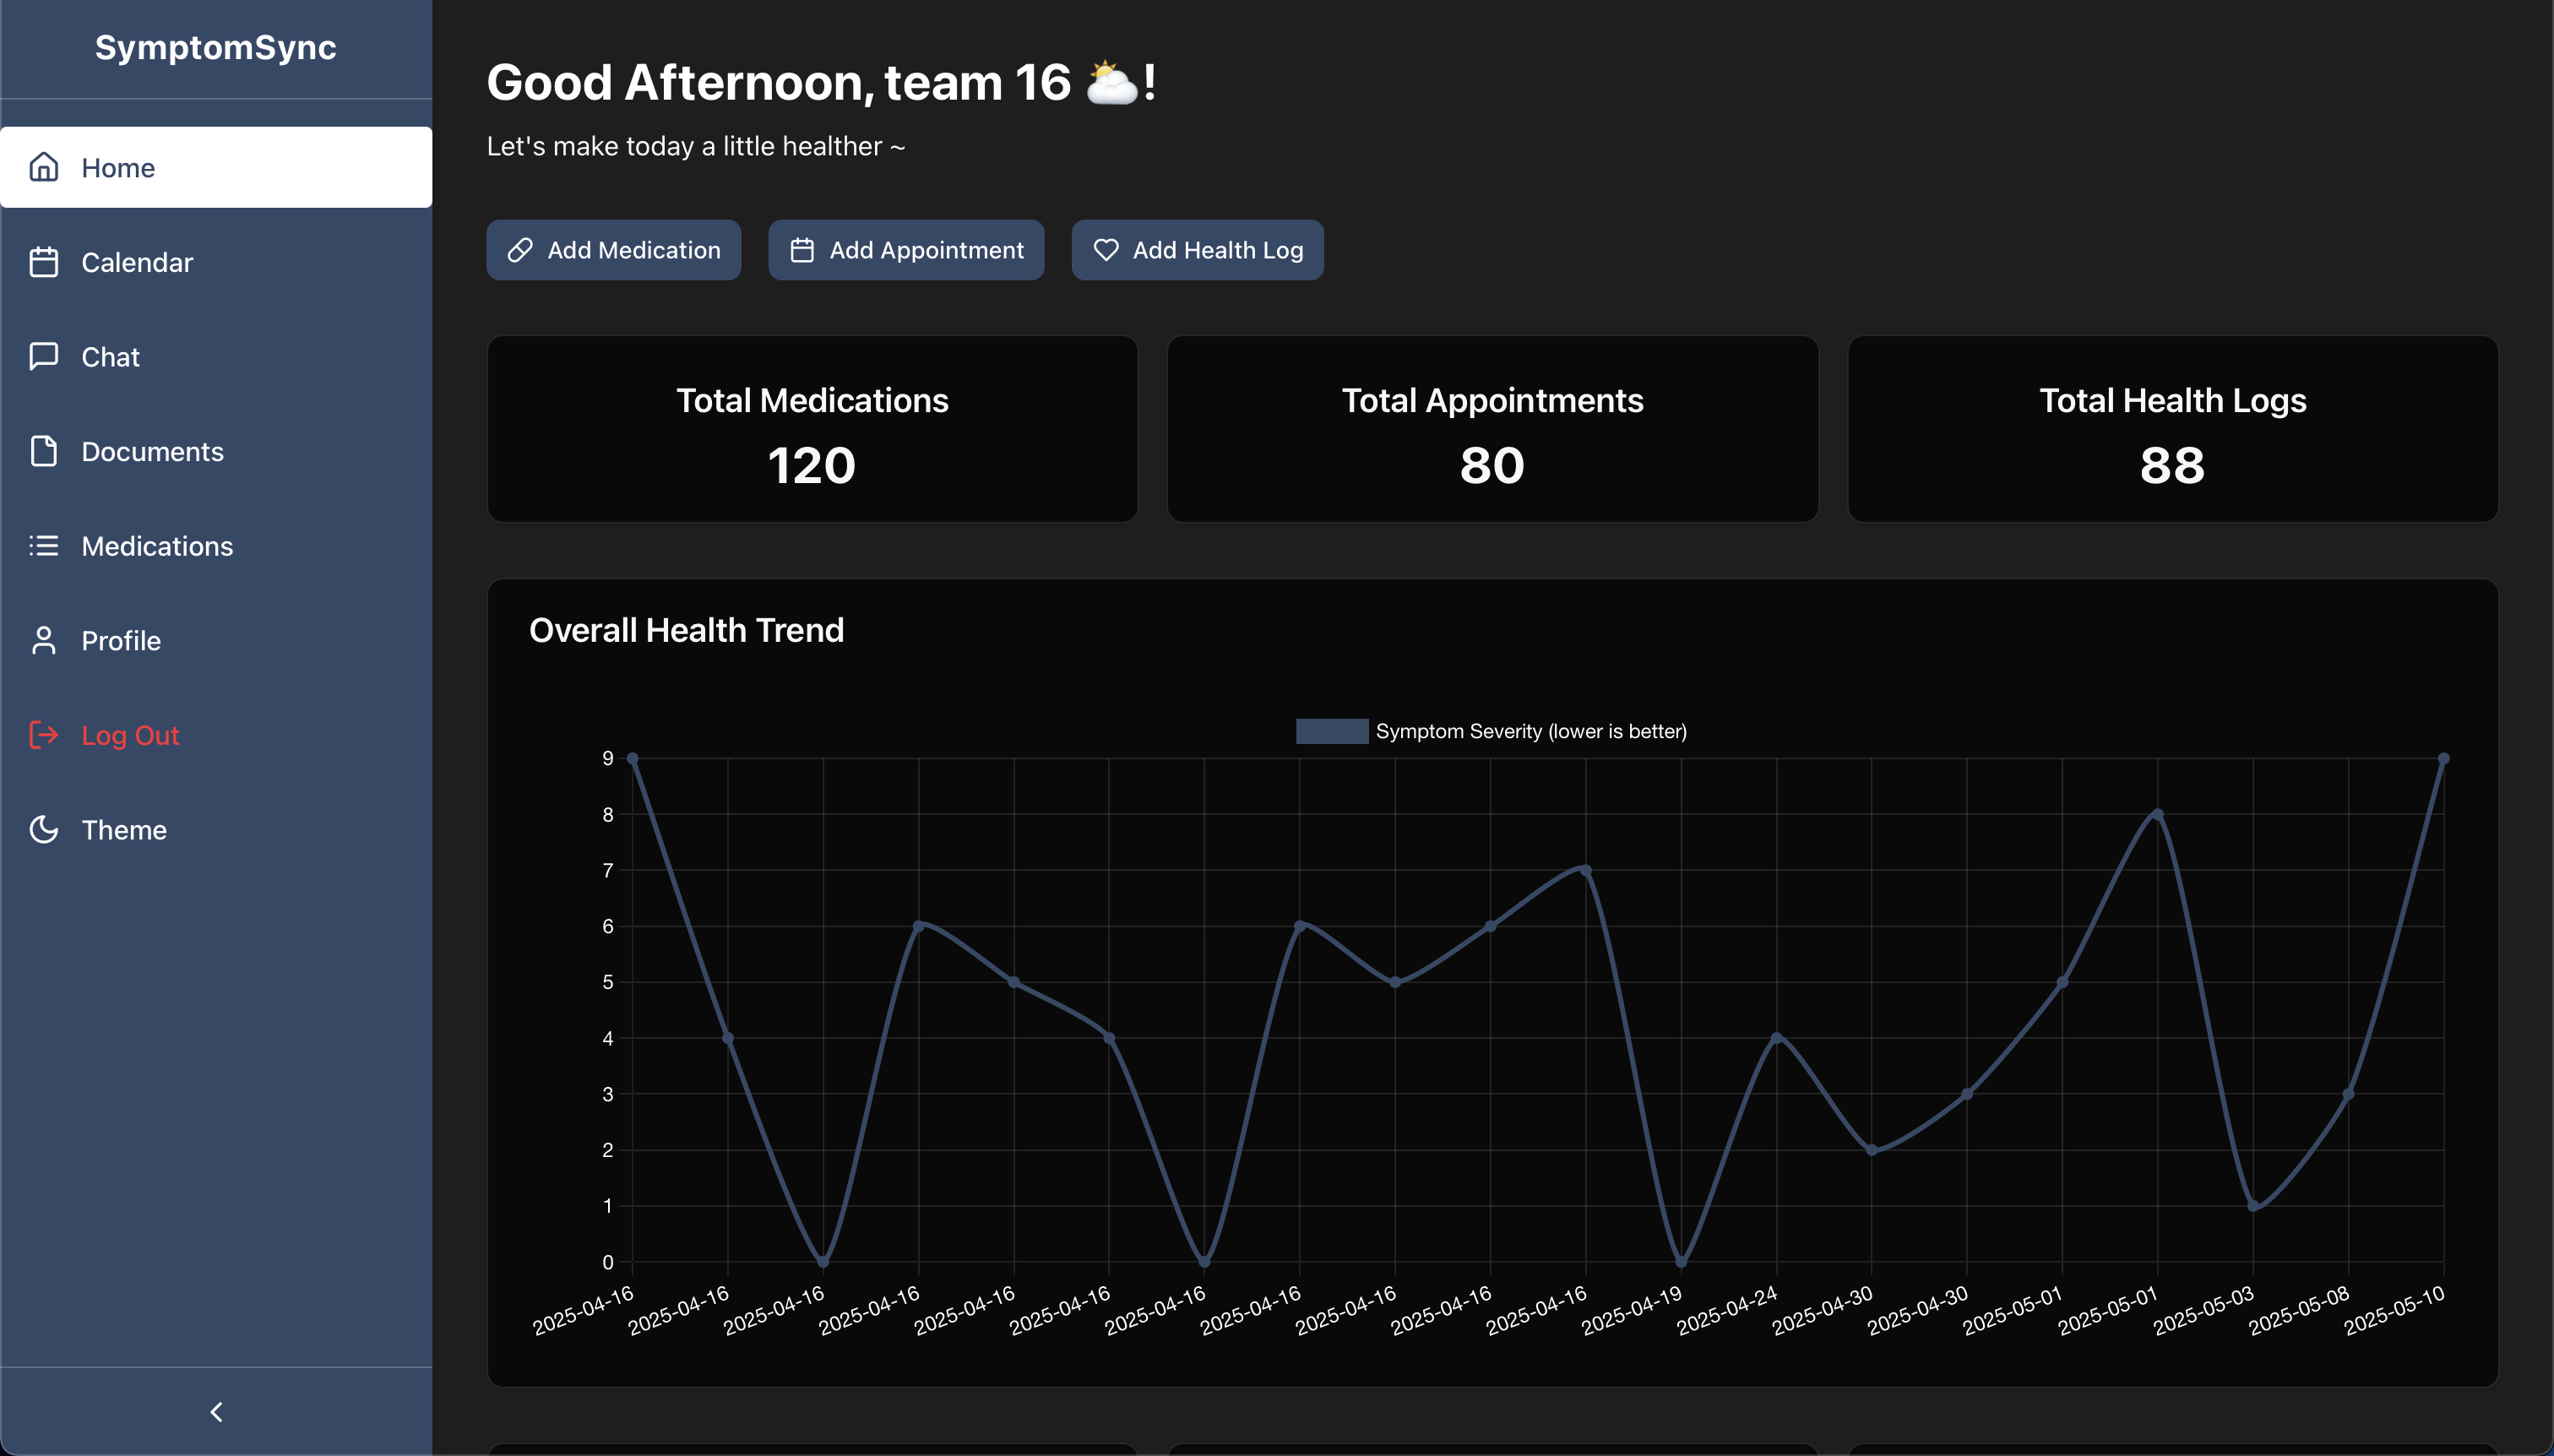 SymptomSync
Home
Calendar
Chat
Documents
Medications
Profile
Log Out
Theme
Good Afternoon, team 16 🌤️!
Let's make today a little healther ~
Add Medication
Add Appointment
Add Health Log
Total Medications
120
Total Appointments
80
Total Health Logs
88
Overall Health Trend
Symptom Severity (lower is better)
9
8
7
6
5
4
3
2
1
0
2025-04-16
2025-04-16
2025-04-16
2025-04-16
2025-04-16
2025-04-16
2025-04-16
2025-04-16
2025-04-16
2025-04-16
2025-04-16
2025-04-19
2025-04-24
2025-04-30
2025-04-30
2025-05-01
2025-05-01
2025-05-03
2025-05-08
2025-05-10